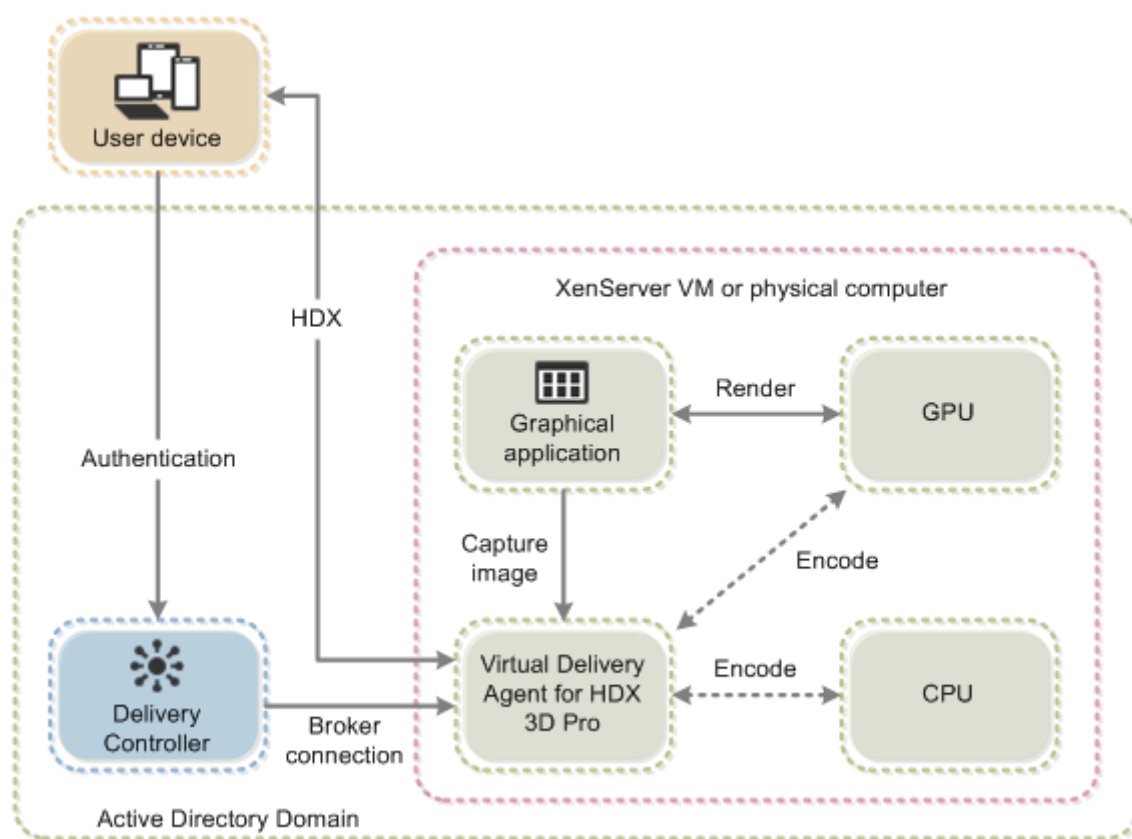 User device
HDX
XenServer VM or physical computer
Graphical
application
Render
GPU
Authentication
Capture
image
Encode
Delivery
Controller
Broker
connection
Virtual Delivery
Agent for HDX
3D Pro
Encode
CPU
Active Directory Domain